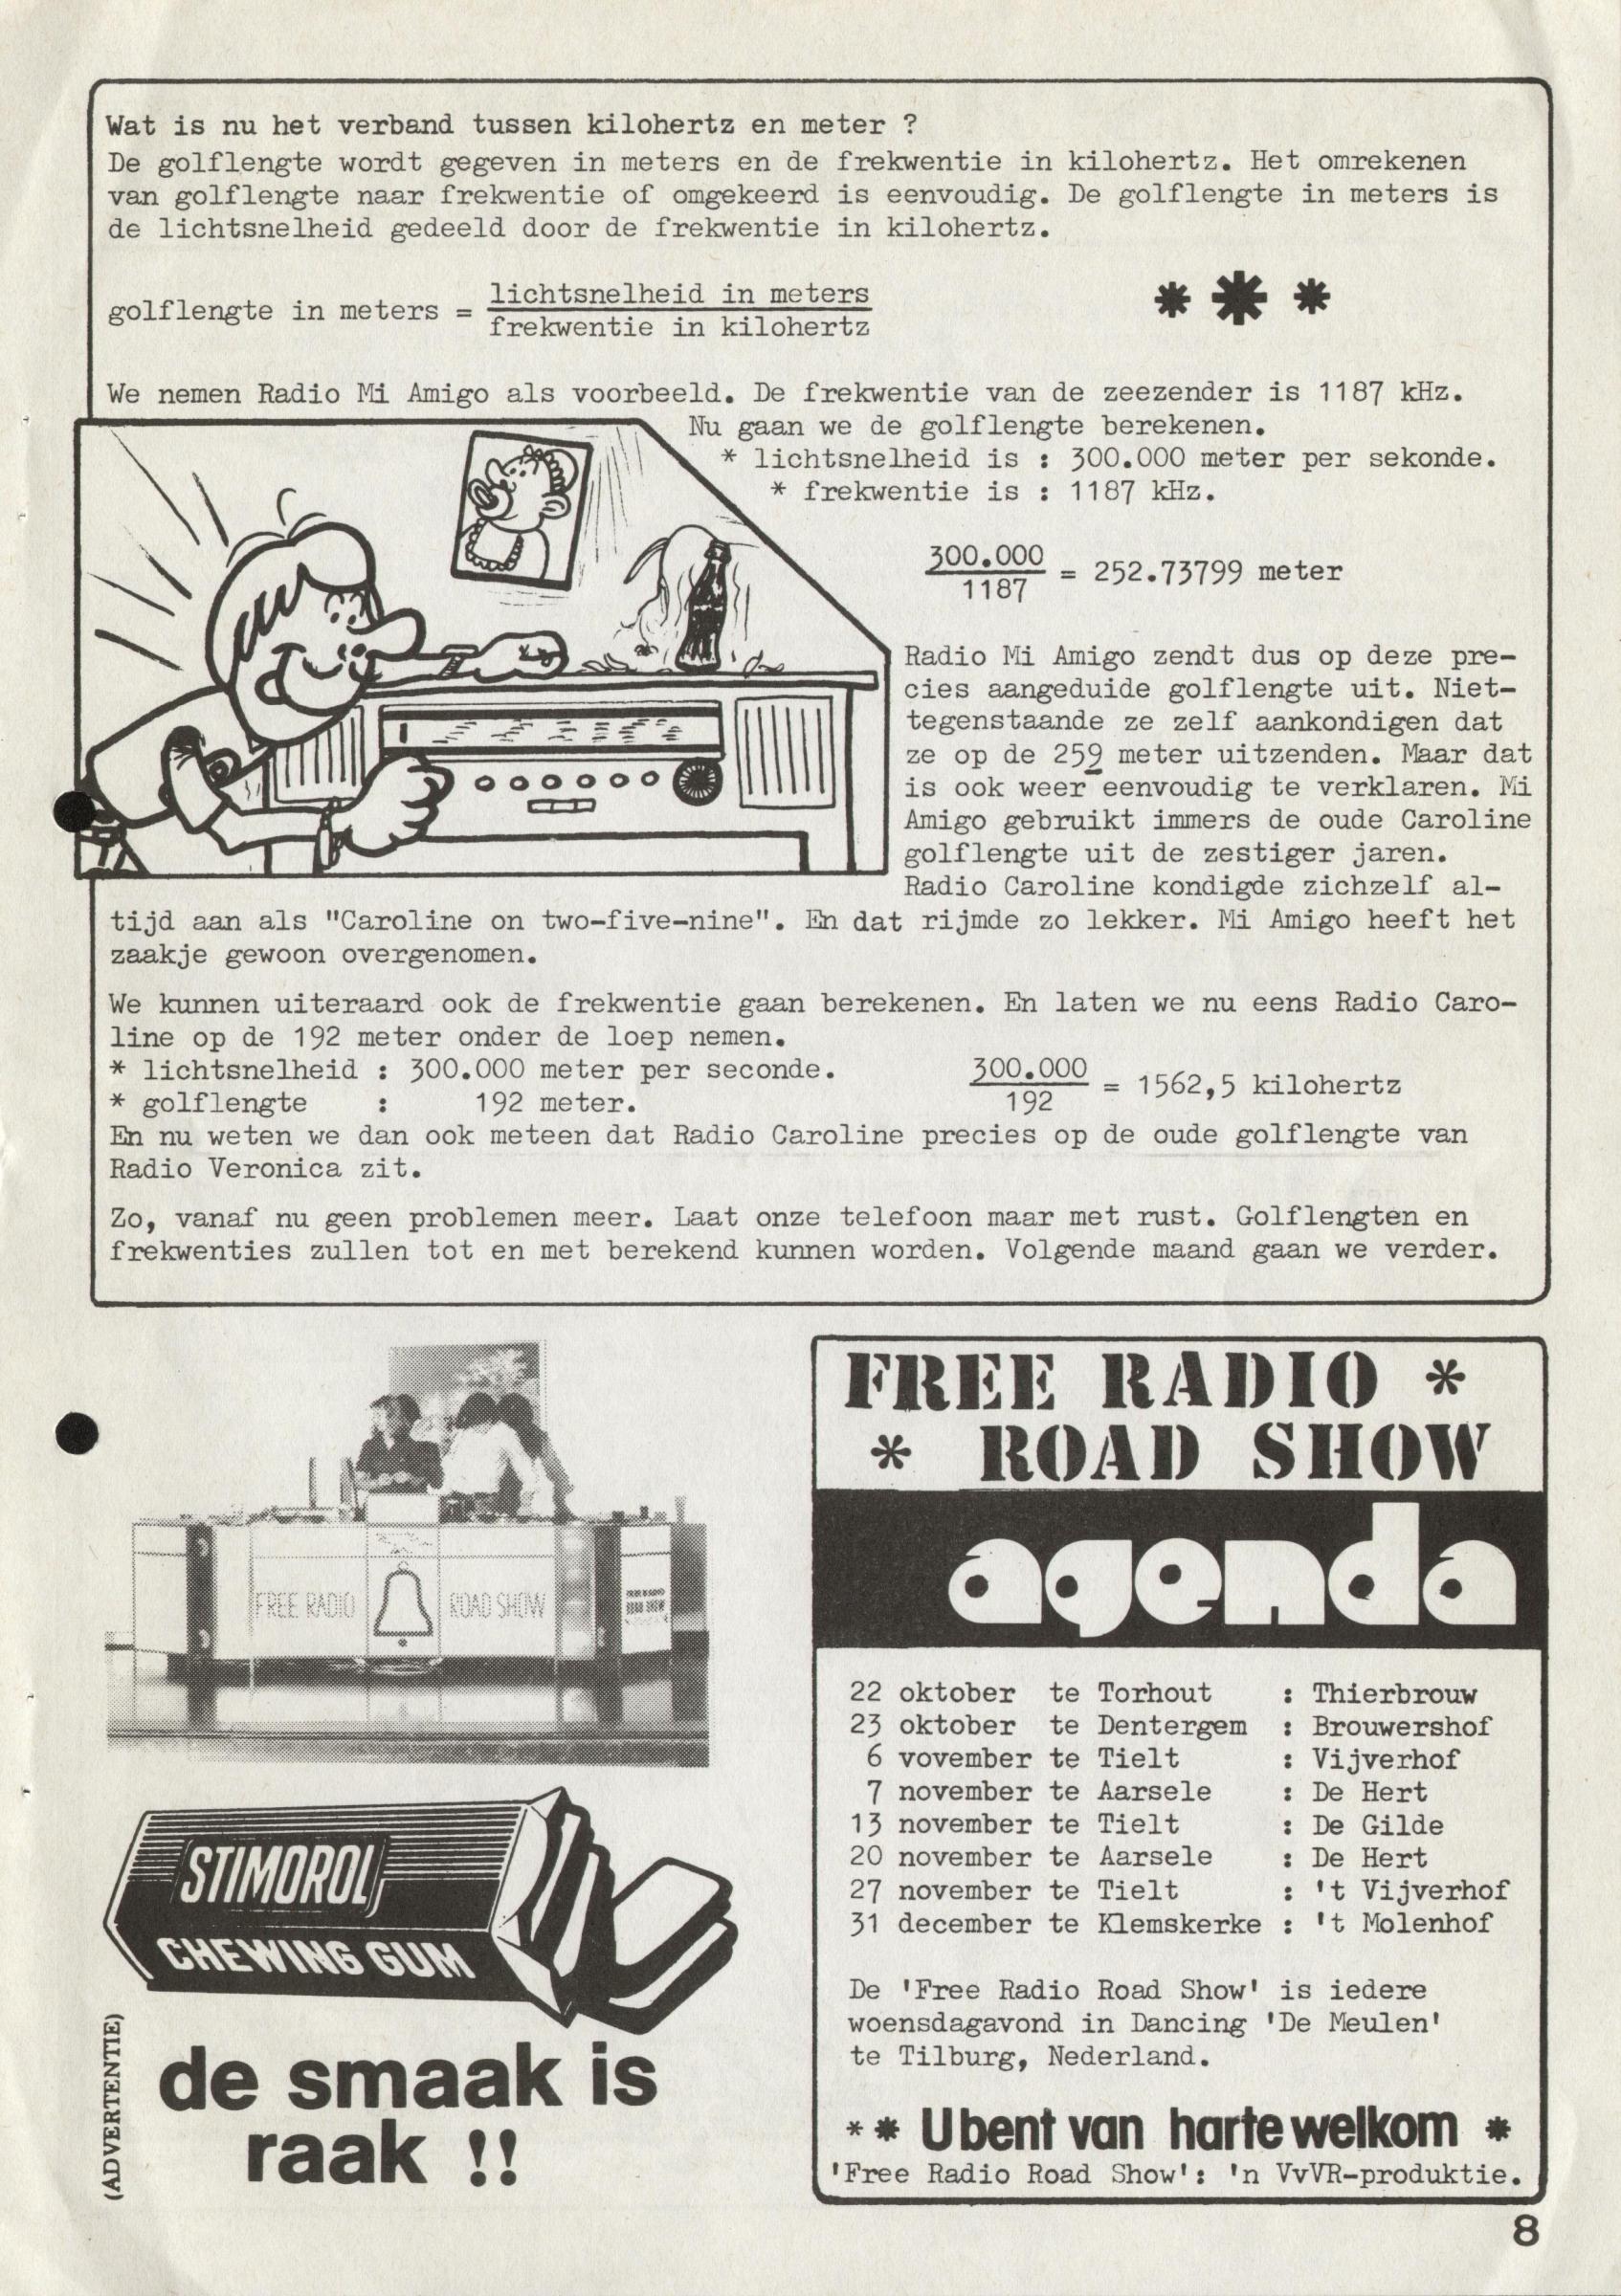 Wat is nu het verband tussen kilohertz en meter ?
De golflengte wordt gegeven in meters en de frekwentie in kilohertz. Het omrekenen
van golflengte naar frekwentie of omgekeerd is eenvoudig. De golflengte in meters is
de lichtsnelheid gedeeld door de frekwentie in kilohertz.
golflengte in meters = lichtsnelheid in meters
frekwentie in kilohertz
* * *
We nemen Radio Mi Amigo als voorbeeld. De frekwentie van de zeezender is 1187 kHz.
Nu gaan we de golflengte berekenen.
* lichtsnelheid is : 300.000 meter per sekonde.
* frekwentie is : 1187 kHz.
300.000
1187 = 252.73799 meter
Radio Mi Amigo zendt dus op deze pre-
cies aangeduide golflengte uit. Niet-
tegenstaande ze zelf aankondigen dat
ze op de 259 meter uitzenden. Maar dat
is ook weer eenvoudig te verklaren. Mi
Amigo gebruikt immers de oude Caroline
golflengte uit de zestiger jaren.
Radio Caroline kondigde zichzelf al-
tijd aan als "Caroline on two-five-nine". En dat rijmde zo lekker. Mi Amigo heeft het
zaakje gewoon overgenomen.
We kunnen uiteraard ook de frekwentie gaan berekenen. En laten we nu eens Radio Caro-
line op de 192 meter onder de loep nemen.
* lichtsnelheid : 300.000 meter per seconde.
* golflengte : 192 meter.
300.000
192 = 1562,5 kilohertz
En nu weten we dan ook meteen dat Radio Caroline precies op de oude golflengte van
Radio Veronica zit.
Zo, vanaf nu geen problemen meer. Laat onze telefoon maar met rust. Golflengten en
frekwenties zullen tot en met berekend kunnen worden. Volgende maand gaan we verder.
FREE RADIO ROAD SHOW
STIMOROL
CHEWING GUM
(ADVERTENTIE)
de smaak is
raak !!
FREE RADIO *
* ROAD SHOW
agenda
22 oktober te Torhout : Thierbrouw
23 oktober te Dentergem : Brouwershof
6 vovember te Tielt : Vijverhof
7 november te Aarsele : De Hert
13 november te Tielt : De Gilde
20 november te Aarsele : De Hert
27 november te Tielt : 't Vijverhof
31 december te Klemskerke : 't Molenhof
De 'Free Radio Road Show' is iedere
woensdagavond in Dancing 'De Meulen'
te Tilburg, Nederland.
** U bent van harte welkom *
'Free Radio Road Show': 'n VvVR-produktie.
8